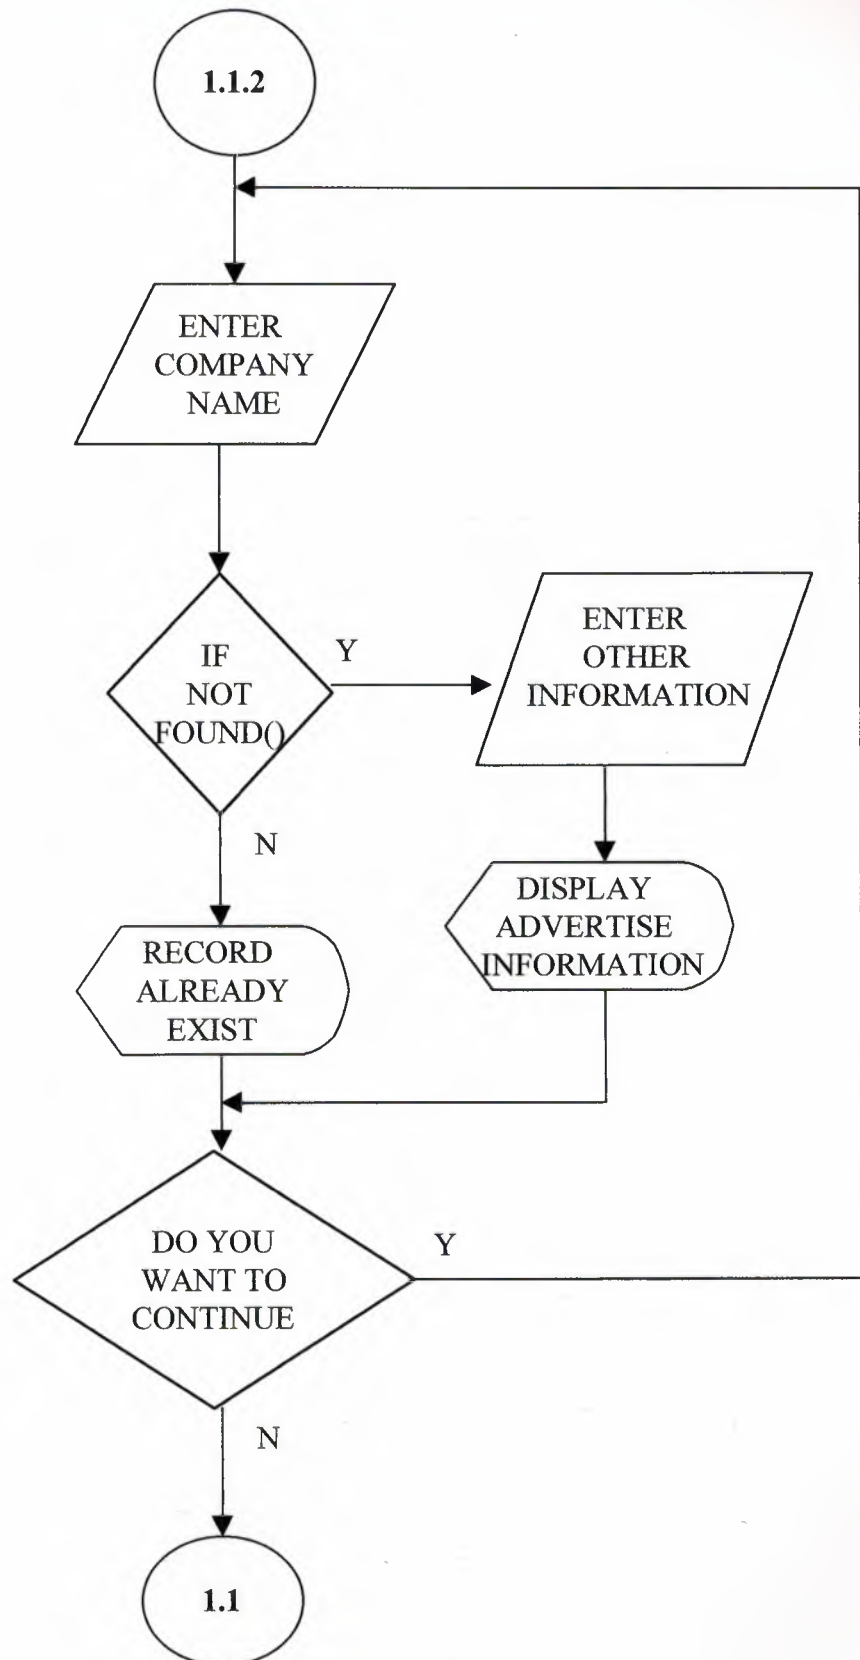 1.1.2
ENTER
COMPANY
NAME
IF
NOT
FOUND()
Y
ENTER
OTHER
INFORMATION
N
DISPLAY
ADVERTISE
INFORMATION
RECORD
ALREADY
EXIST
DO YOU
WANT TO
CONTINUE
Y
N
1.1